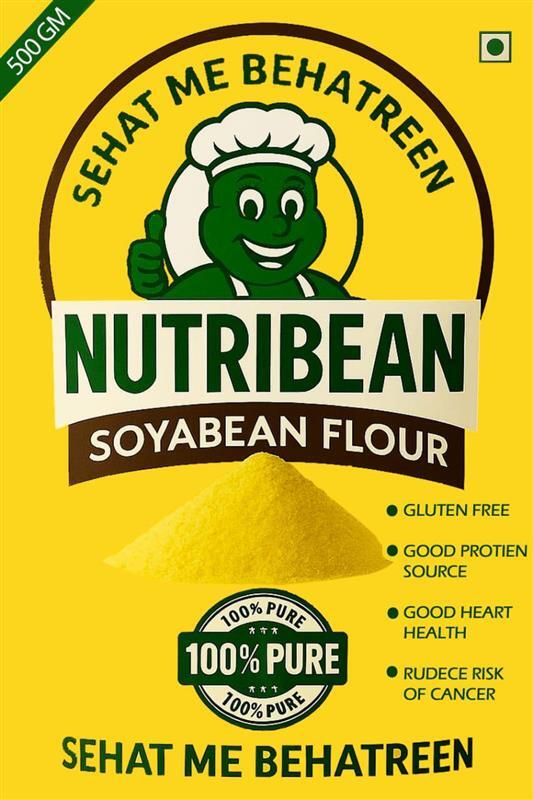 500 GM
SEHAT ME BEHATREEN
NUTRIBEAN
SOYABEAN FLOUR
GLUTEN FREE
GOOD PROTIEN
SOURCE
GOOD HEART
HEALTH
RUDECE RISK
OF CANCER
100% PURE
100% PURE
100% PURE
SEHAT ME BEHATREEN